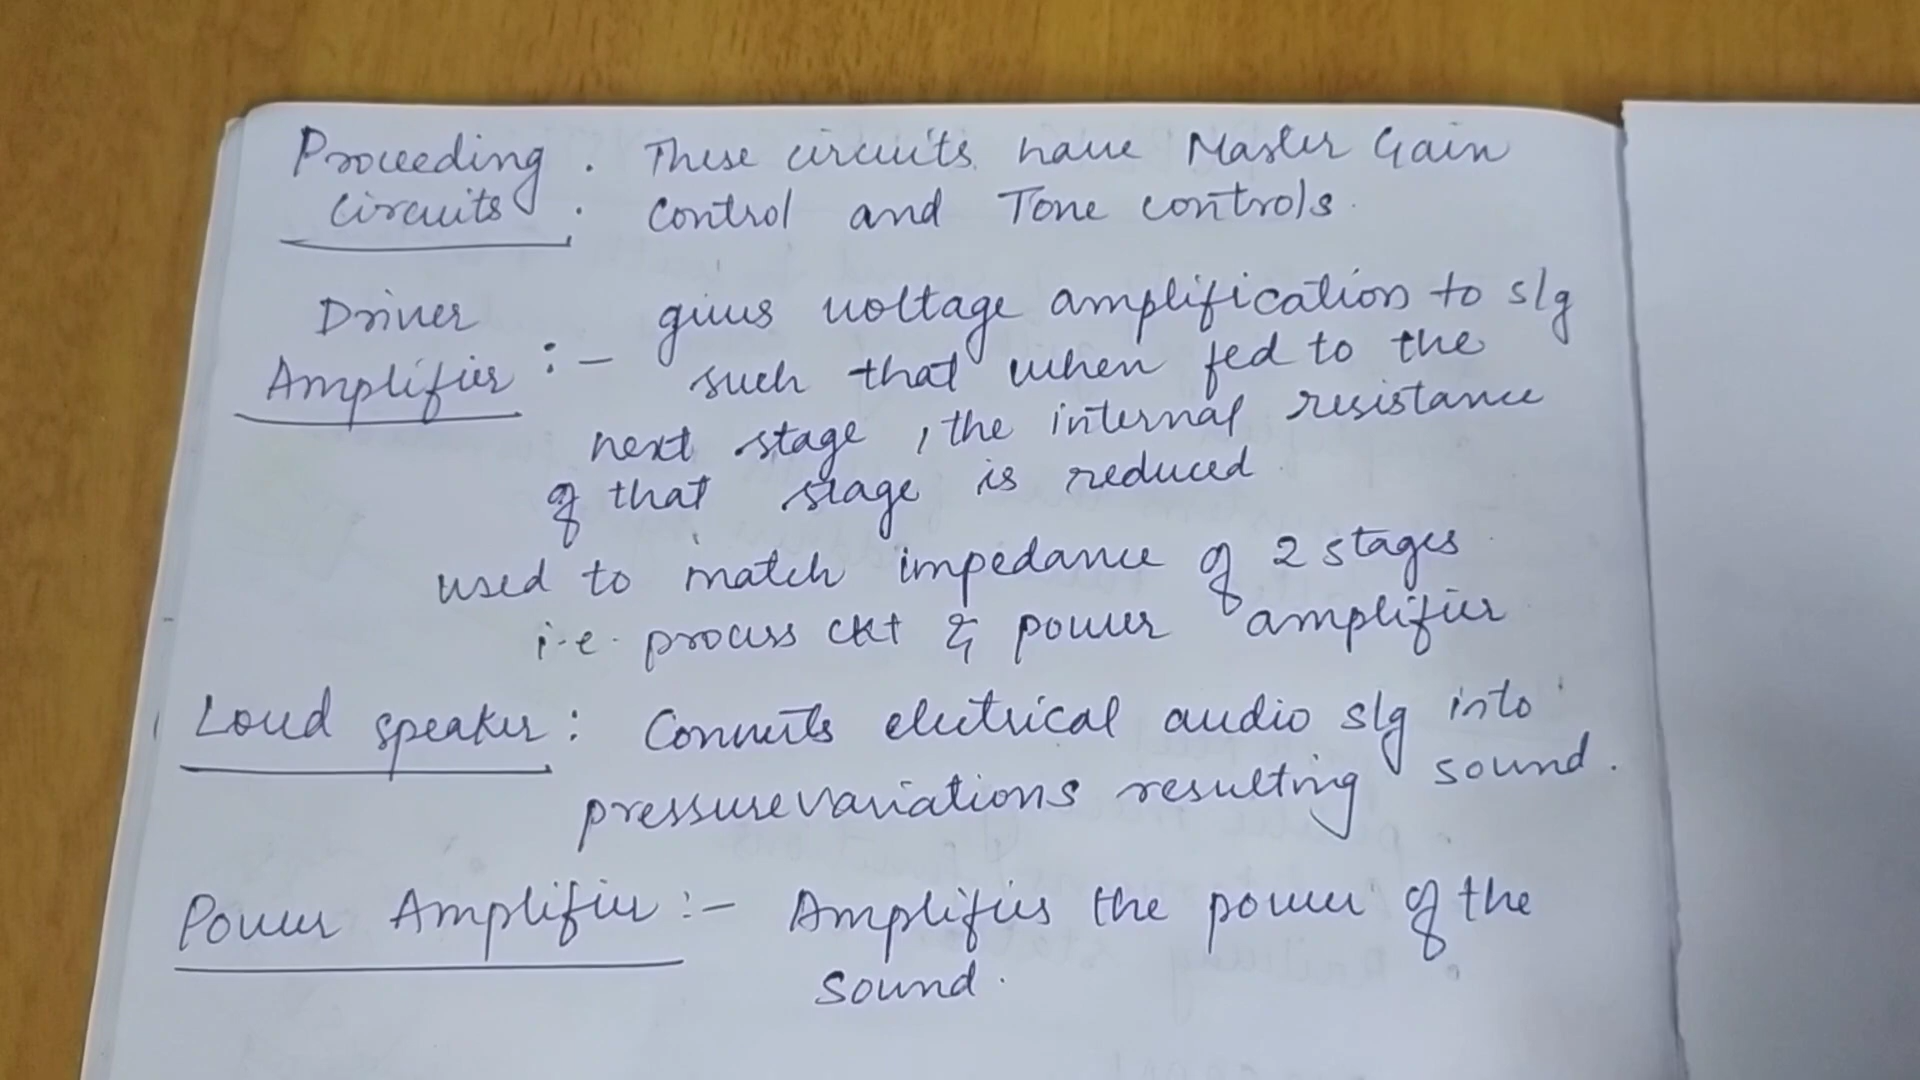 Proceeding . These circuits have Master Gain
Circuits . Control and Tone controls.
Driver :- gives voltage amplification to slg
Amplifier such that when fed to the
next stage, the internal resistance
of that stage is reduced.
used to match impedance of 2 stages
i.e. process ckt & power amplifier
Loud speaker : Converts electrical audio slg into
pressure variations resulting sound.
Power Amplifier :- Amplifies the power of the
sound.